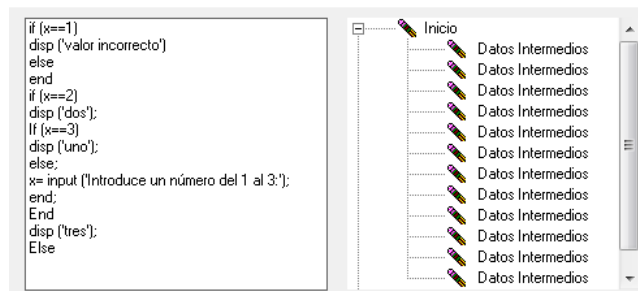 if (x==1)
disp ('valor incorrecto')
else
end
if (x==2)
disp ('dos');
If (x==3)
disp ('uno');
else;
x= input ('Introduce un número del 1 al 3:');
end;
End
disp ('tres');
Else
Inicio
Datos Intermedios
Datos Intermedios
Datos Intermedios
Datos Intermedios
Datos Intermedios
Datos Intermedios
Datos Intermedios
Datos Intermedios
Datos Intermedios
Datos Intermedios
Datos Intermedios
Datos Intermedios